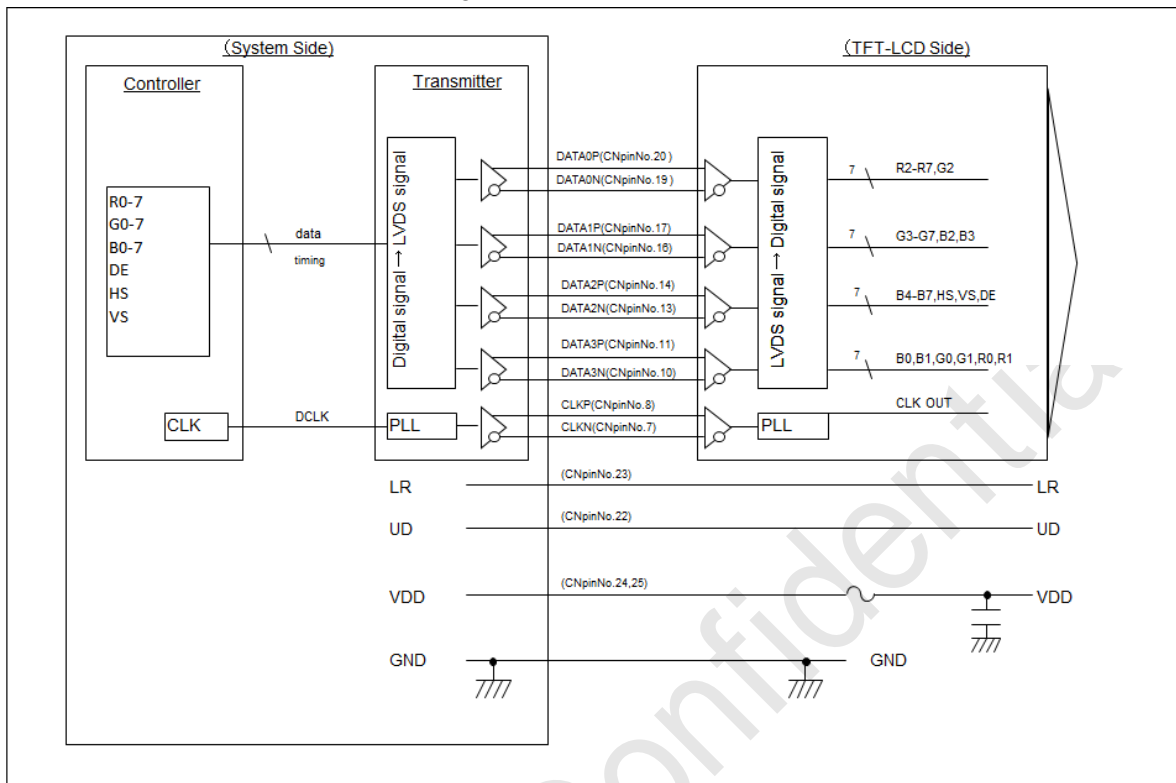 (System Side)
(TFT-LCD Side)
Controller
Transmitter
R0-7
G0-7
B0-7
DE
HS
VS
data
timing
Digital signal → LVDS signal
DATA0P(CNpinNo.20)
DATA0N(CNpinNo.19)
DATA1P(CNpinNo.17)
DATA1N(CNpinNo.16)
DATA2P(CNpinNo.14)
DATA2N(CNpinNo.13)
DATA3P(CNpinNo.11)
DATA3N(CNpinNo.10)
CLKP(CNpinNo.8)
CLKN(CNpinNo.7)
LVDS signal → Digital signal
7 R2-R7,G2
7 G3-G7,B2,B3
7 B4-B7,HS,VS,DE
7 B0,B1,G0,G1,R0,R1
CLK OUT
CLK
DCLK
PLL
PLL
LR (CNpinNo.23) LR
UD (CNpinNo.22) UD
VDD (CNpinNo.24,25) VDD
GND GND
Confidential